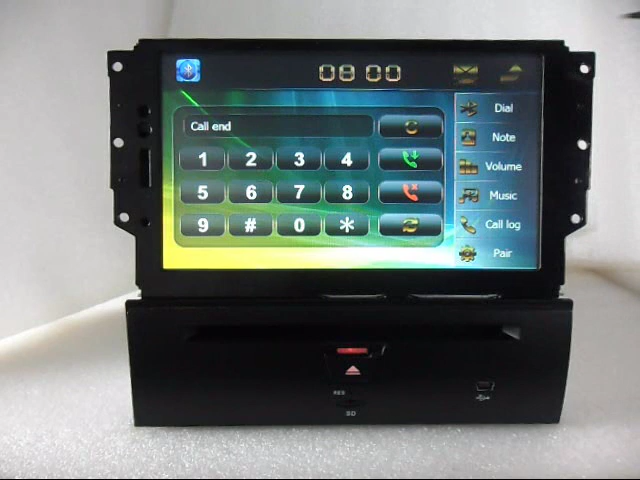 08 00
Call end
1 2 3 4
5 6 7 8
9 # 0 *
Dial
Note
Volume
Music
Call log
Pair
RES
SD